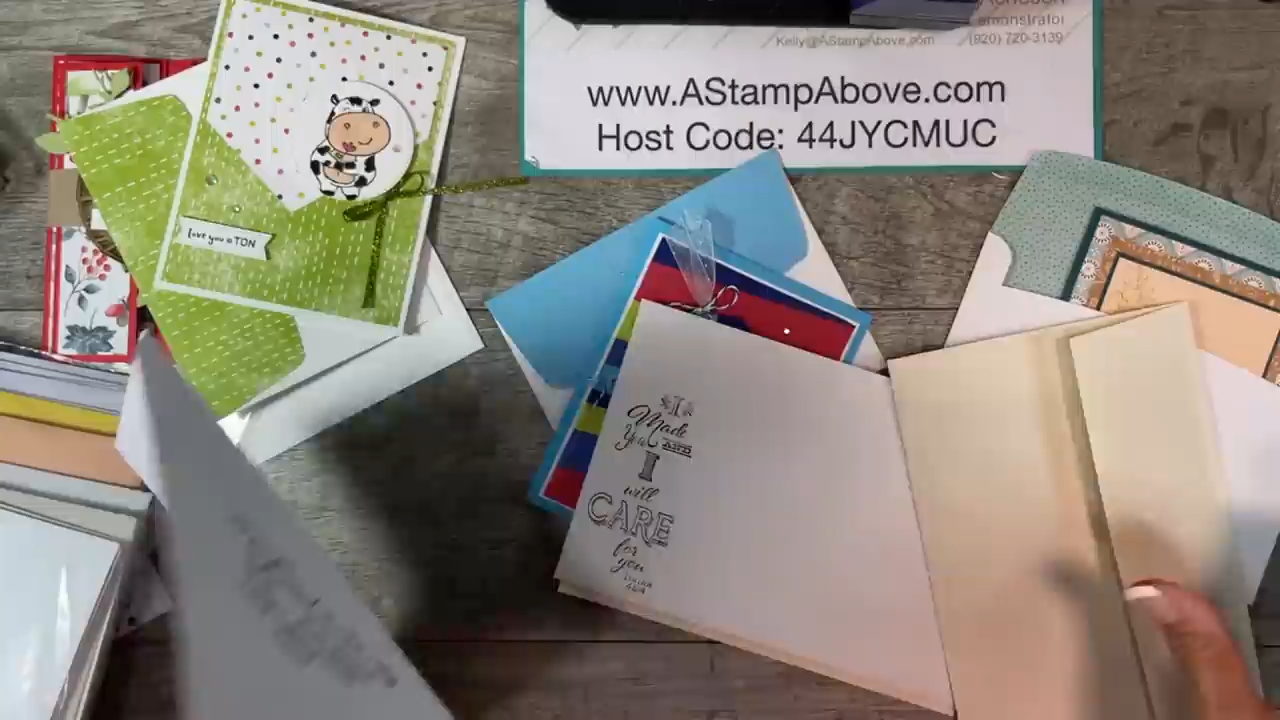 Kelly@AStampAbove.com
(920) 720-3139
www.AStampAbove.com
Host Code: 44JYCMUC
Love you a TON
I
Made
You and
I
will
CARE
for
you